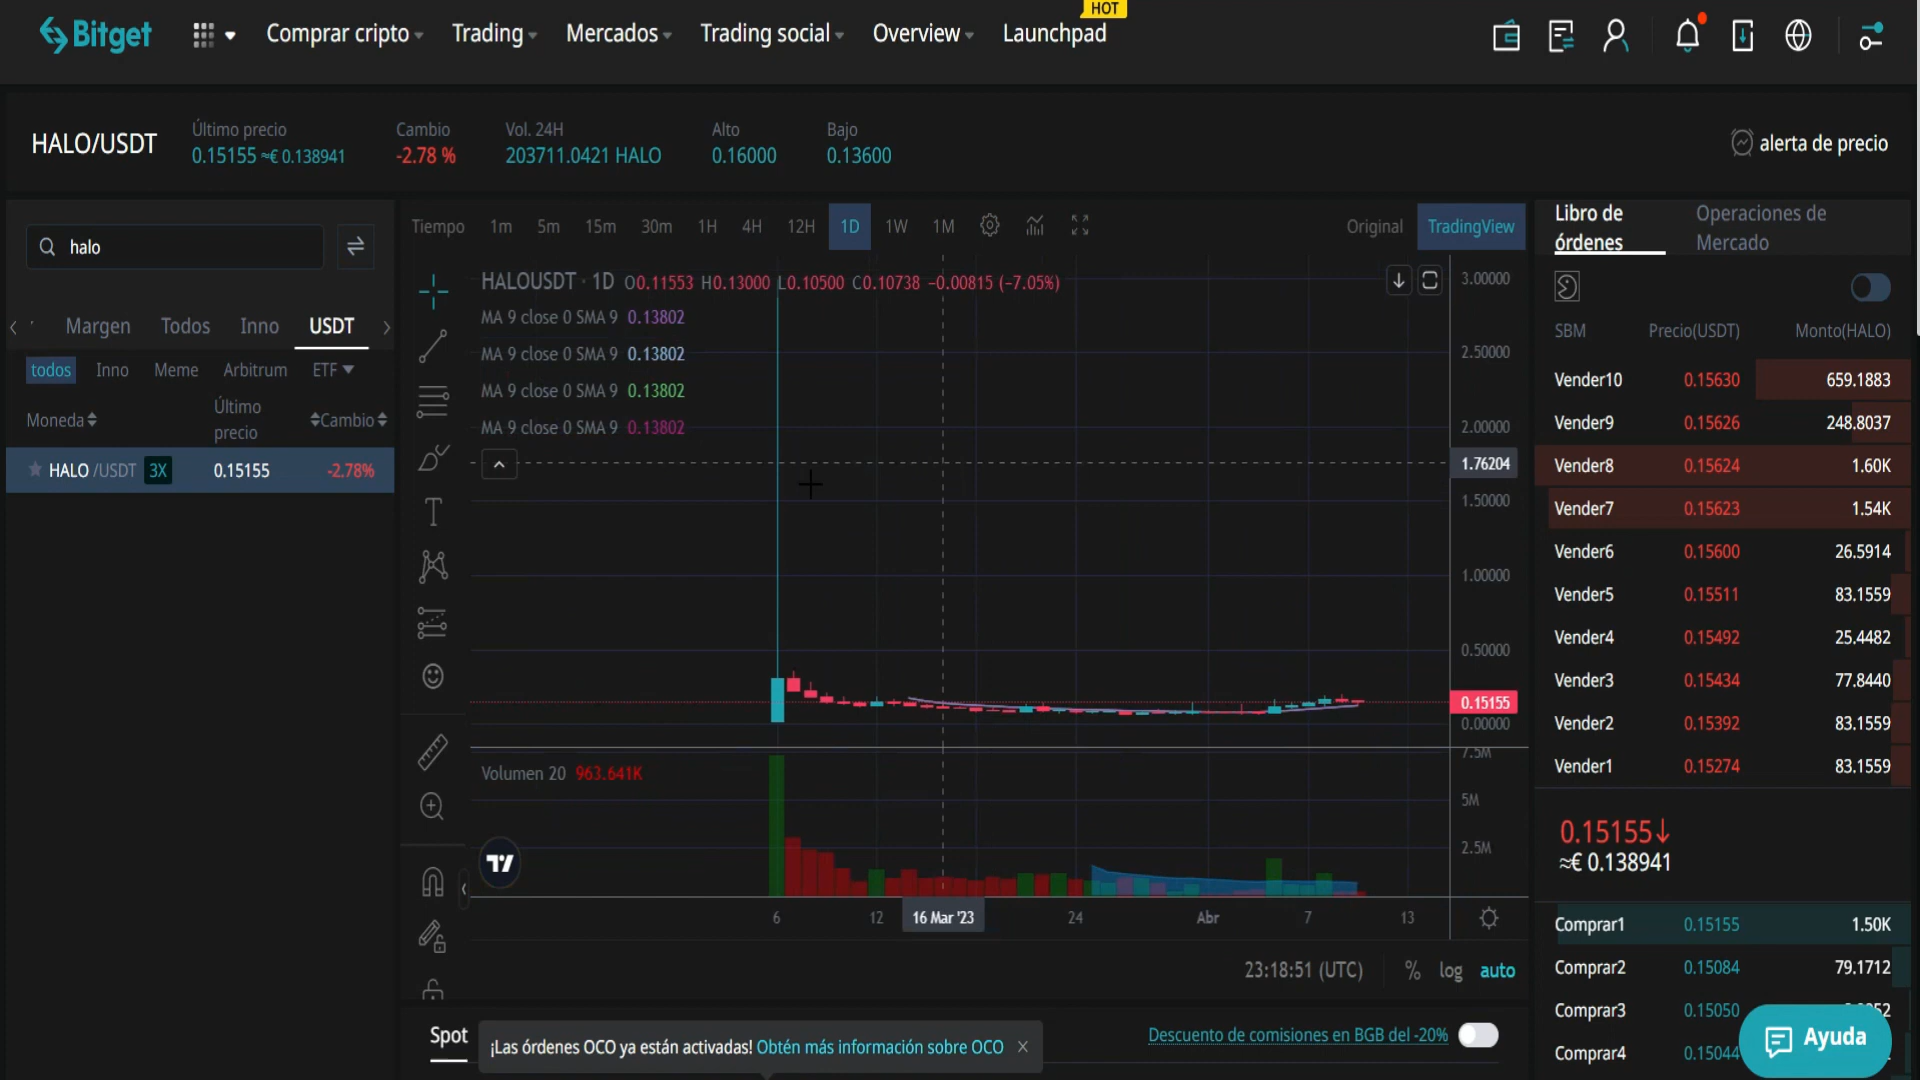 Bitget
Comprar cripto
Trading
Mercados
Trading social
Overview
Launchpad
HOT
HALO/USDT
Último precio
0.15155 ≈€ 0.138941
Cambio
-2.78 %
Vol. 24H
203711.0421 HALO
Alto
0.16000
Bajo
0.13600
alerta de precio
halo
Margen
Todos
Inno
USDT
todos
Inno
Meme
Arbitrum
ETF
Moneda
Último
precio
Cambio
HALO /USDT 3X 0.15155 -2.78%
Tiempo 1m 5m 15m 30m 1H 4H 12H 1D 1W 1M
Original
TradingView
HALOUSDT · 1D O0.11553 H0.13000 L0.10500 C0.10738 −0.00815 (−7.05%)
MA 9 close 0 SMA 9 0.13802
MA 9 close 0 SMA 9 0.13802
MA 9 close 0 SMA 9 0.13802
MA 9 close 0 SMA 9 0.13802
3.00000
2.50000
2.00000
1.76204
1.50000
1.00000
0.50000
0.15155
0.00000
Volumen 20 963.641K
7.5M
5M
2.5M
6
12
16 Mar '23
24
Abr
7
13
23:18:51 (UTC)
%
log
auto
Spot
¡Las órdenes OCO ya están activadas! Obtén más información sobre OCO
Descuento de comisiones en BGB del -20%
Libro de
órdenes
Operaciones de
Mercado
SBM Precio(USDT) Monto(HALO)
Vender10 0.15630 659.1883
Vender9 0.15626 248.8037
Vender8 0.15624 1.60K
Vender7 0.15623 1.54K
Vender6 0.15600 26.5914
Vender5 0.15511 83.1559
Vender4 0.15492 25.4482
Vender3 0.15434 77.8440
Vender2 0.15392 83.1559
Vender1 0.15274 83.1559
0.15155↓
≈€ 0.138941
Comprar1 0.15155 1.50K
Comprar2 0.15084 79.1712
Comprar3 0.15050
Comprar4 0.15044
Ayuda